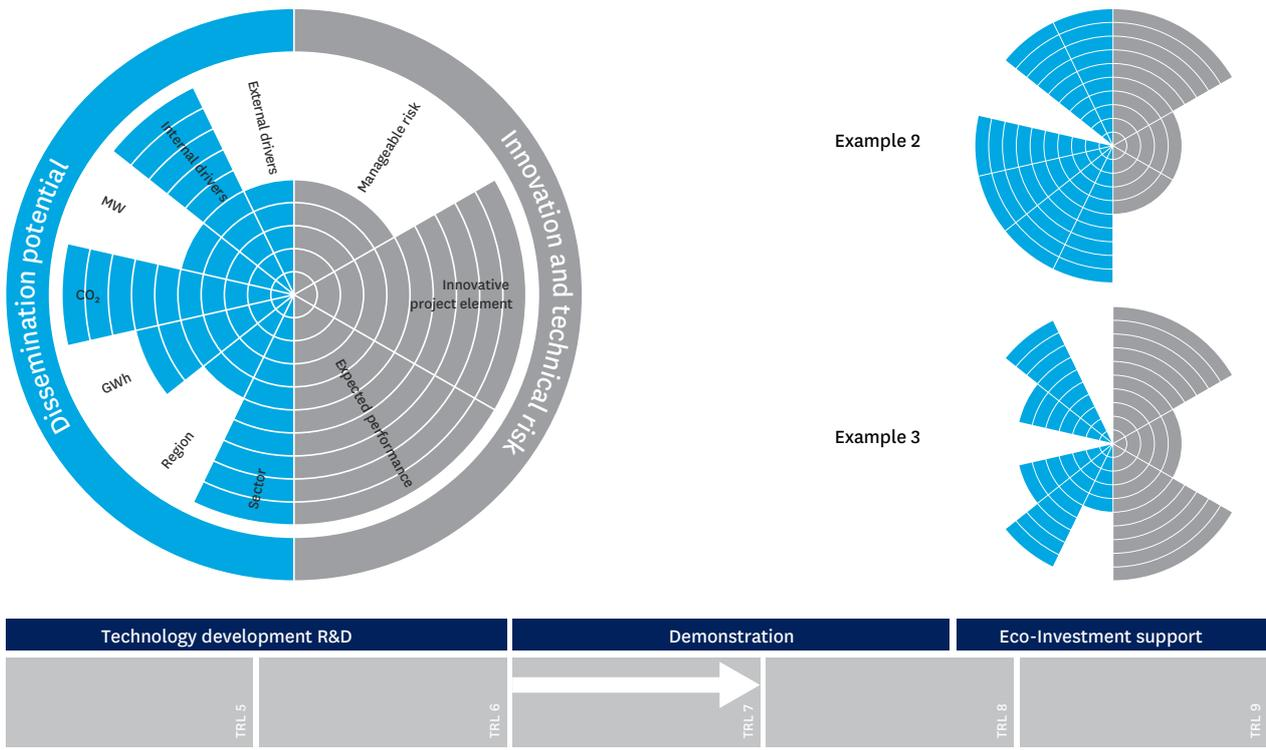 Dissemination potential
Innovation and technical risk
External drivers
Internal drivers
MW
CO₂
GWh
Region
Sector
Manageable risk
Innovative
project element
Expected performance
Example 2
Example 3
Technology development R&D
Demonstration
Eco-Investment support
TRL 5
TRL 6
TRL 7
TRL 8
TRL 9